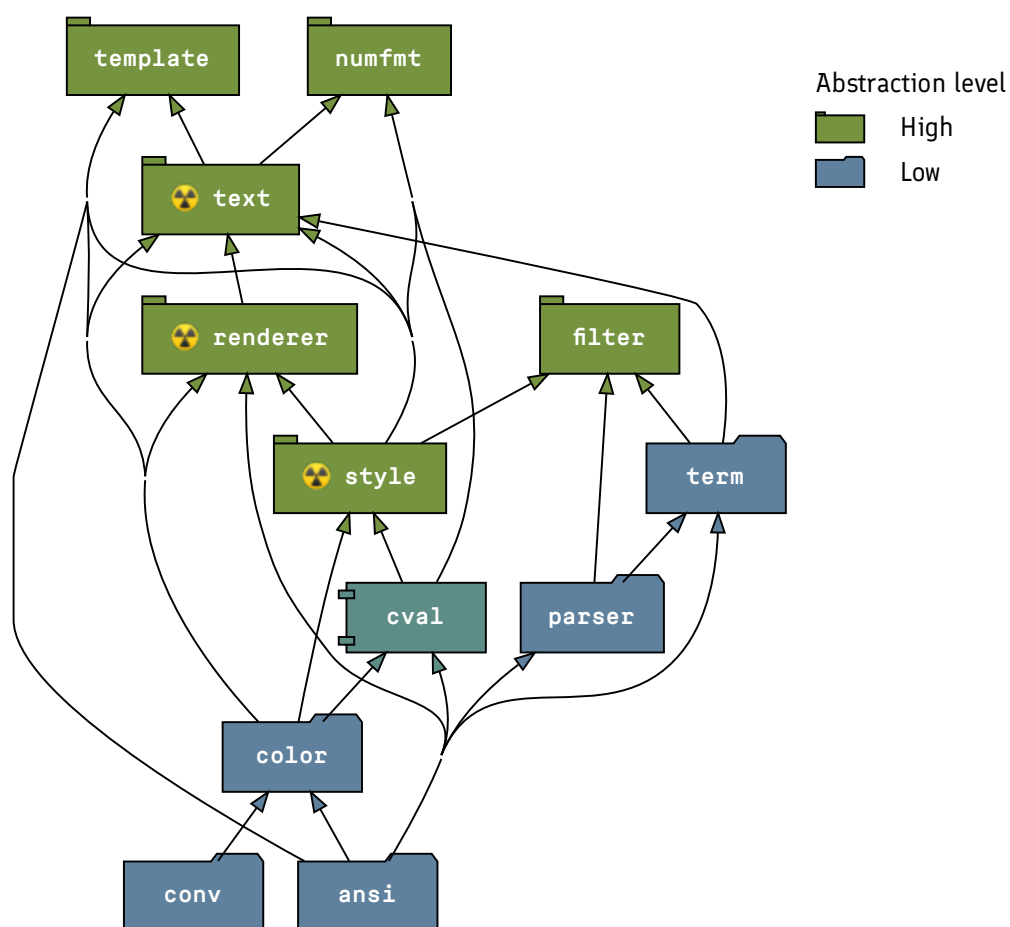 template
numfmt
Abstraction level
High
Low
text
renderer
filter
style
term
cval
parser
color
conv
ansi